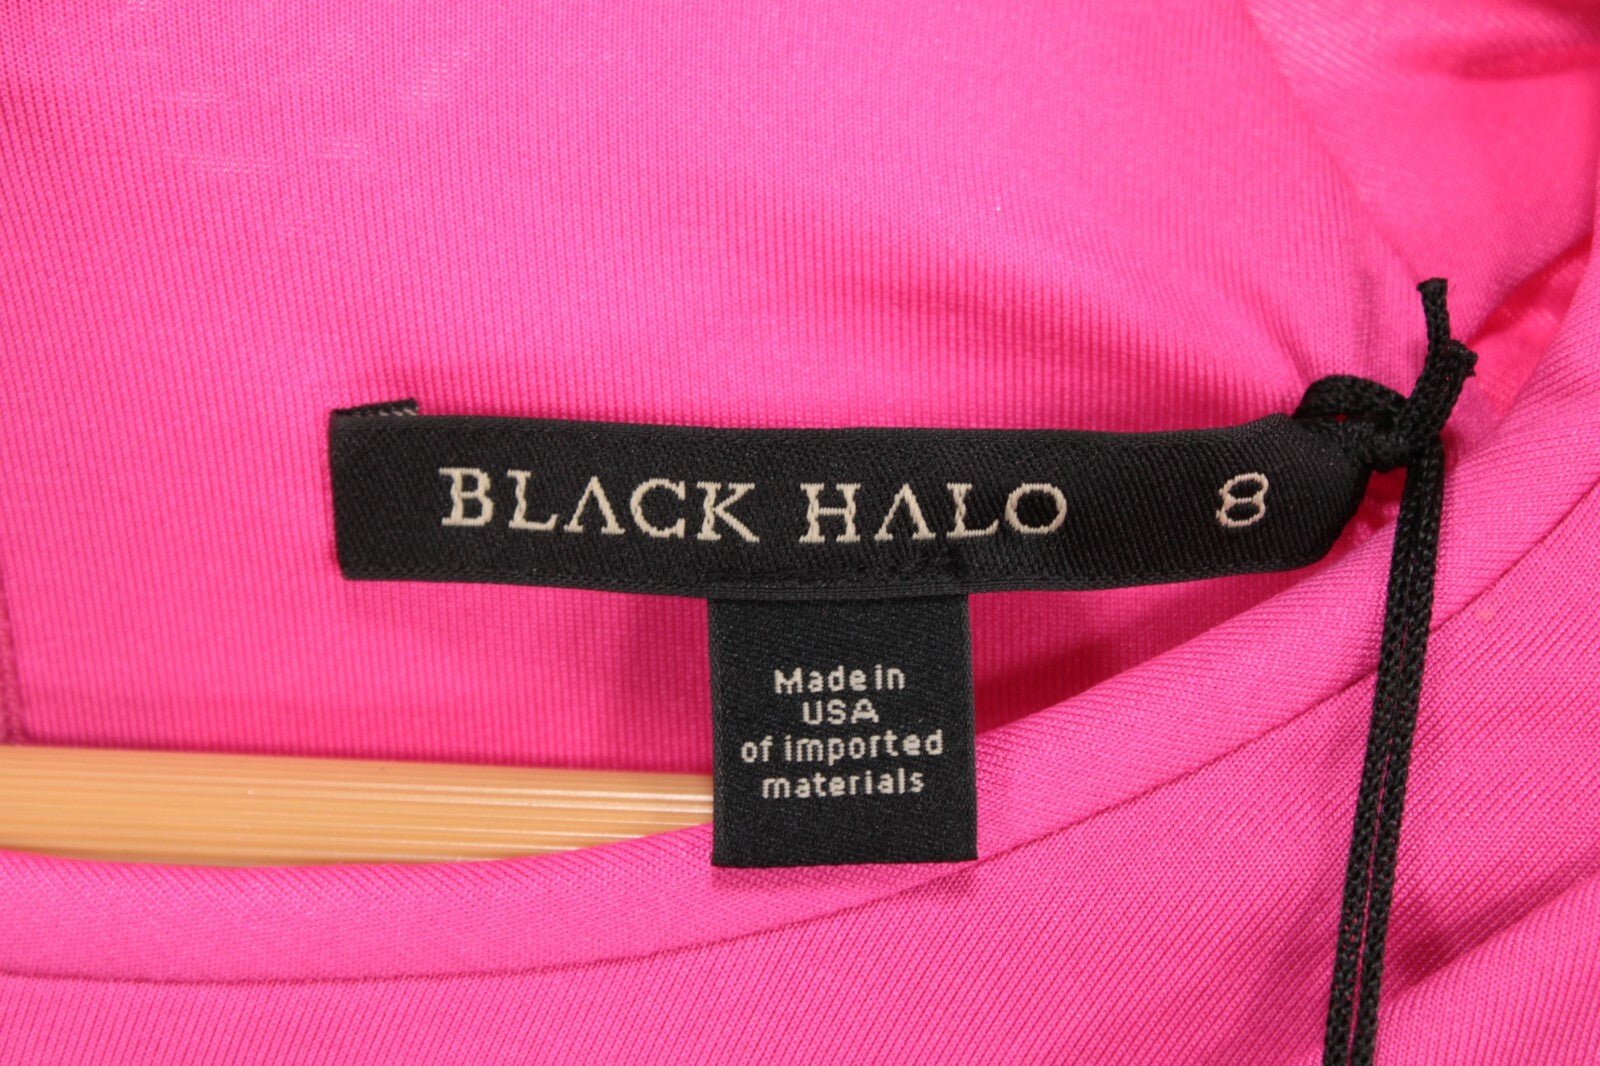 BLACK HALO 8
Made in
USA
of imported
materials